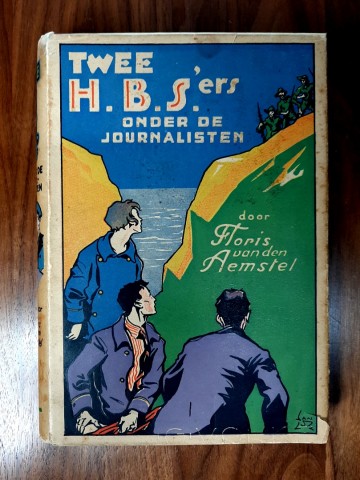 TWEE
H.B.S.'ers
ONDER DE
JOURNALISTEN
door
Floris
van den
Aemstel